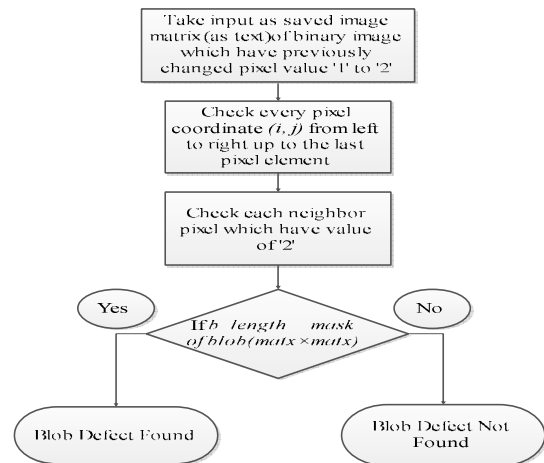 Take input as saved image
matrix(as text)of binary image
which have previously
changed pixel value '1' to '2'
Check every pixel
coordinate (i, j) from left
to right up to the last
pixel element
Check each neighbor
pixel which have value
of '2'
Yes
No
If b length mask
of blob(matx×matx)
Blob Defect Found
Blob Defect Not
Found